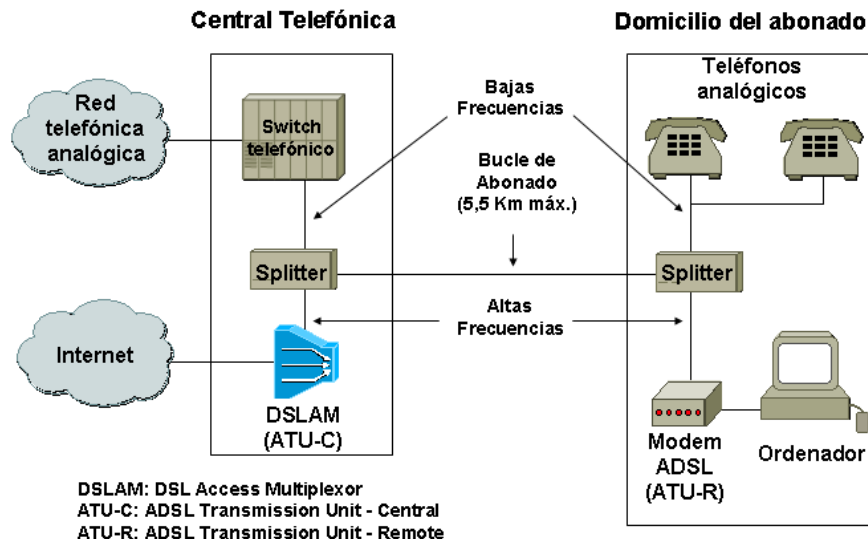 Central Telefónica
Domicilio del abonado
Red
telefónica
analógica
Switch
telefónico
Bajas
Frecuencias
Teléfonos
analógicos
Bucle de
Abonado
(5,5 Km máx.)
Splitter
Splitter
Altas
Frecuencias
Internet
DSLAM
(ATU-C)
Modem
ADSL
(ATU-R)
Ordenador
DSLAM: DSL Access Multiplexor
ATU-C: ADSL Transmission Unit - Central
ATU-R: ADSL Transmission Unit - Remote